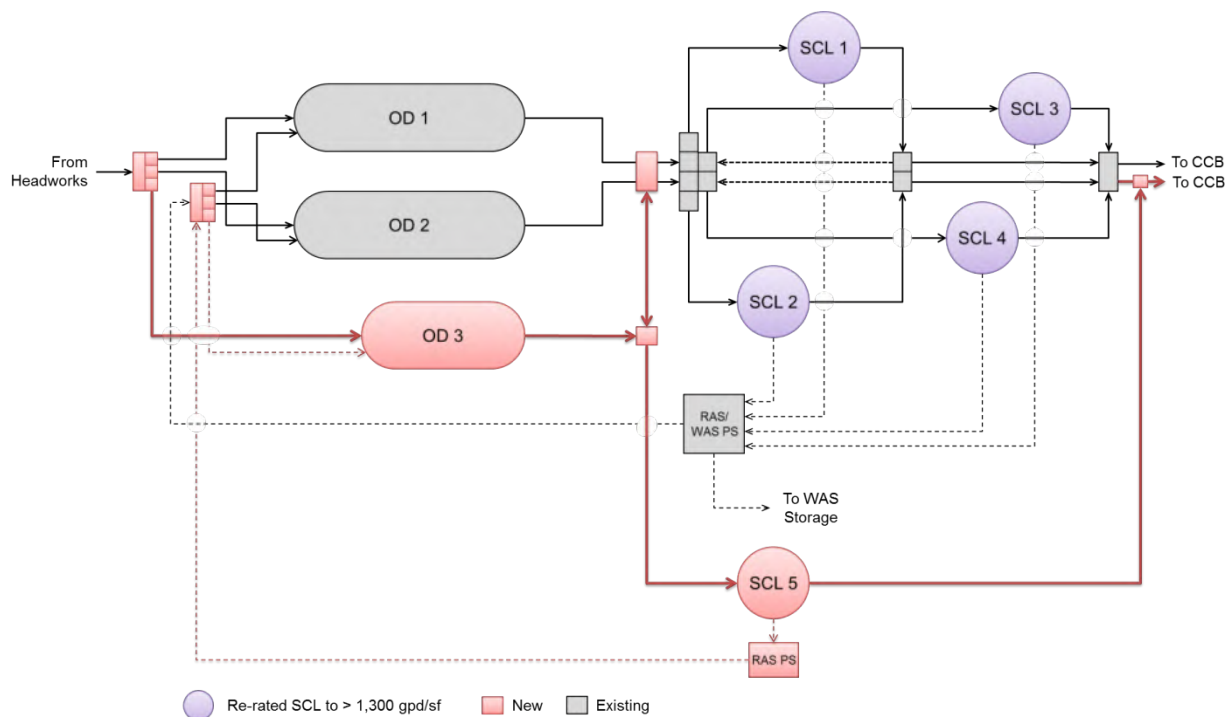 SCL 1
SCL 3
OD 1
From
Headworks
To CCB
To CCB
OD 2
SCL 4
SCL 2
OD 3
RAS/
WAS PS
To WAS
Storage
SCL 5
RAS PS
Re-rated SCL to > 1,300 gpd/sf
New
Existing